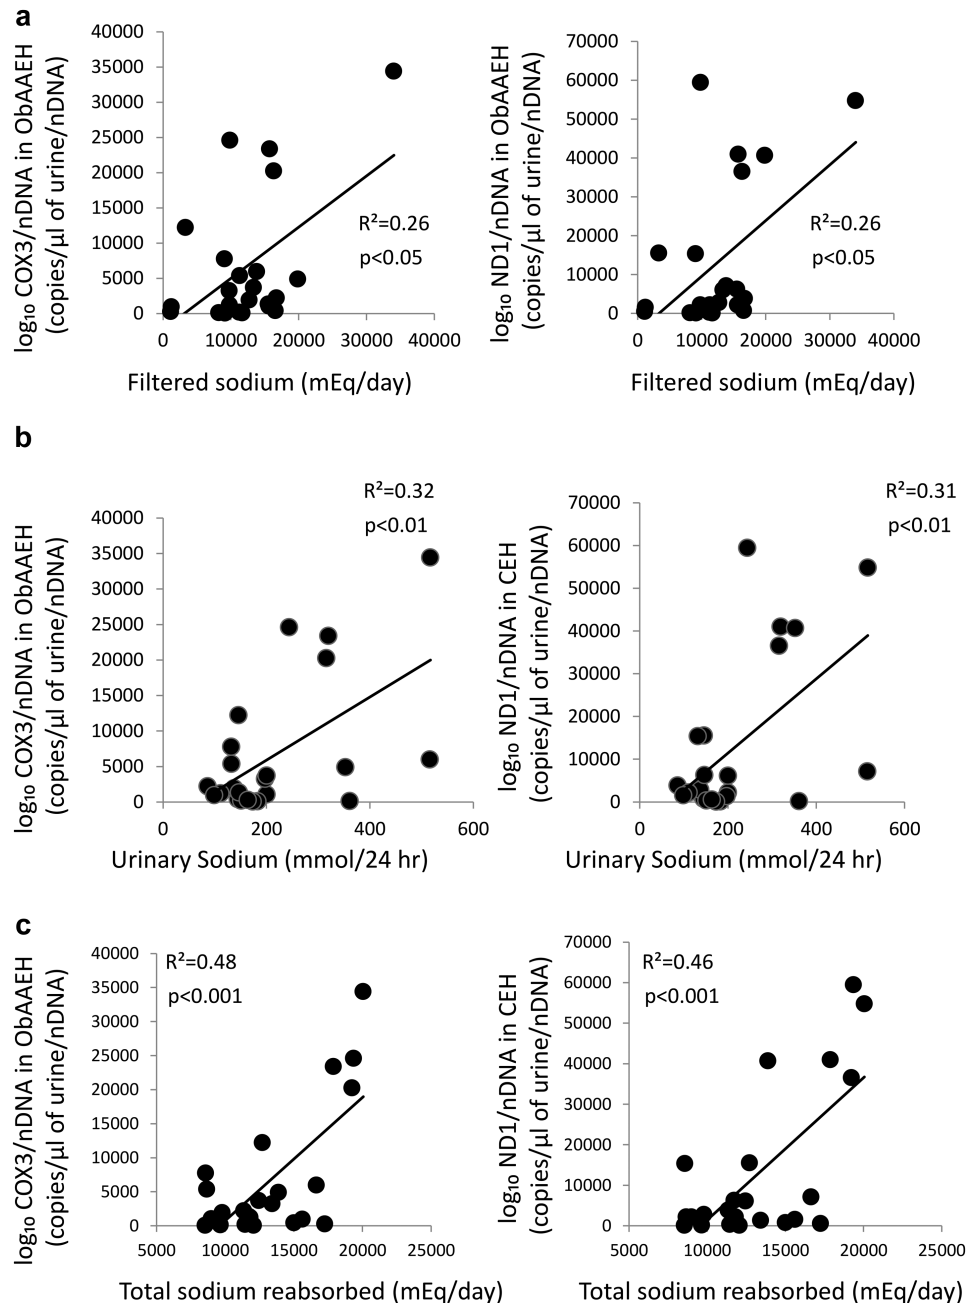 a
log₁₀ COX3/nDNA in ObAAEH
(copies/µl of urine/nDNA)
40000
35000
30000
25000
20000
15000
10000
5000
0
R²=0.26
p<0.05
0 10000 20000 30000 40000
Filtered sodium (mEq/day)
log₁₀ ND1/nDNA in ObAAEH
(copies/µl of urine/nDNA)
70000
60000
50000
40000
30000
20000
10000
0
R²=0.26
p<0.05
0 10000 20000 30000 40000
Filtered sodium (mEq/day)
b
log₁₀ COX3/nDNA in ObAAEH
(copies/µl of urine/nDNA)
R²=0.32
p<0.01
40000
35000
30000
25000
20000
15000
10000
5000
0
0 200 400 600
Urinary Sodium (mmol/24 hr)
log₁₀ ND1/nDNA in CEH
(copies/µl of urine/nDNA)
R²=0.31
p<0.01
70000
60000
50000
40000
30000
20000
10000
0
0 200 400 600
Urinary Sodium (mmol/24 hr)
c
log₁₀ COX3/nDNA in ObAAEH
(copies/µl of urine/nDNA)
R²=0.48
p<0.001
40000
35000
30000
25000
20000
15000
10000
5000
0
5000 10000 15000 20000 25000
Total sodium reabsorbed (mEq/day)
log₁₀ ND1/nDNA in CEH
(copies/µl of urine/nDNA)
R²=0.46
p<0.001
70000
60000
50000
40000
30000
20000
10000
0
5000 10000 15000 20000 25000
Total sodium reabsorbed (mEq/day)